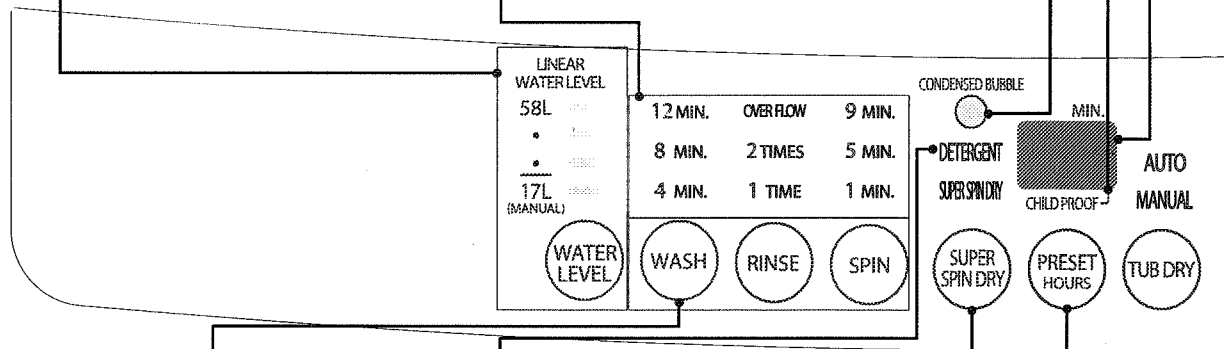 LINEAR
WATER LEVEL
58L
17L
(MANUAL)
WATER
LEVEL
12 MIN. OVER FLOW 9 MIN.
8 MIN. 2 TIMES 5 MIN.
4 MIN. 1 TIME 1 MIN.
WASH
RINSE
SPIN
CONDENSED BUBBLE
MIN.
DETERGENT
SUPER SPIN DRY
CHILD PROOF
AUTO
MANUAL
SUPER
SPIN DRY
PRESET
HOURS
TUB DRY